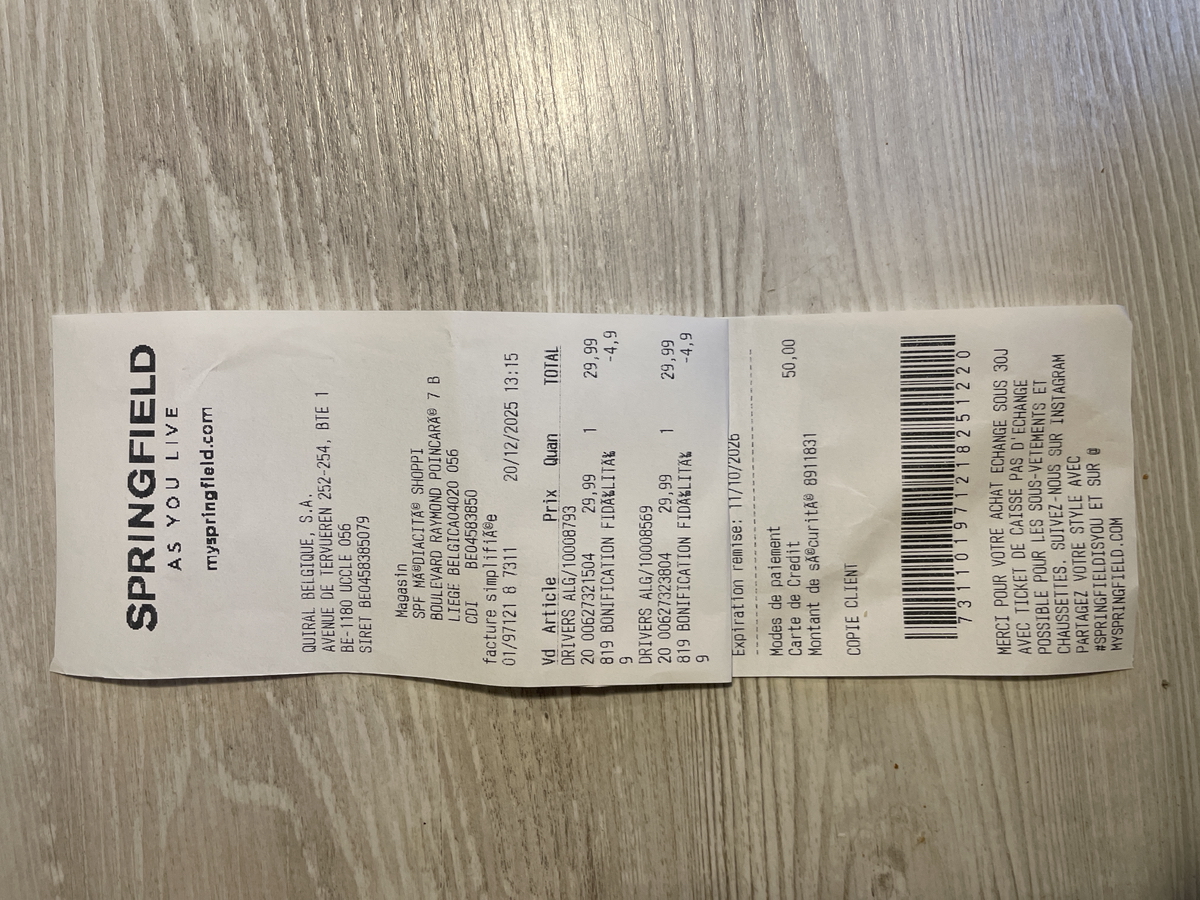 SPRINGFIELD
AS YOU LIVE
myspringfield.com
QUIRAL BELGIQUE, S.A.
AVENUE DE TERVUEREN 252-254, BTE 1
BE-1180 UCCLE 056
SIRET BE0458385079
Magasin
SPF MÃ©DIACITÃ© SHOPPI
BOULEVARD RAYMOND POINCARÃ© 7 B
LIEGE BELGICA04020 056
CDI BE04583850
facture simplifiÃ©e
01/97121 8 7311 20/12/2025 13:15
Vd Article Prix Quan TOTAL
DRIVERS ALG/10008793
20 00627321504 29,99 1 29,99
819 BONIFICATION FIDÃ‰LITÃ‰ -4,9
9
DRIVERS ALG/10008569
20 00627323804 29,99 1 29,99
819 BONIFICATION FIDÃ‰LITÃ‰ -4,9
9
Expiration remise: 11/10/2026
Modes de paiement
Carte de Credit 50,00
Montant de sÃ©curitÃ© 8911831
COPIE CLIENT
7311019712182512 20
MERCI POUR VOTRE ACHAT ECHANGE SOUS 30J
AVEC TICKET DE CAISSE PAS D'ECHANGE
POSSIBLE POUR LES SOUS-VETEMENTS ET
CHAUSSETTES. SUIVEZ-NOUS SUR INSTAGRAM
PARTAGEZ VOTRE STYLE AVEC
#SPRINGFIELDISYOU ET SUR @
MYSPRINGFIELD.COM